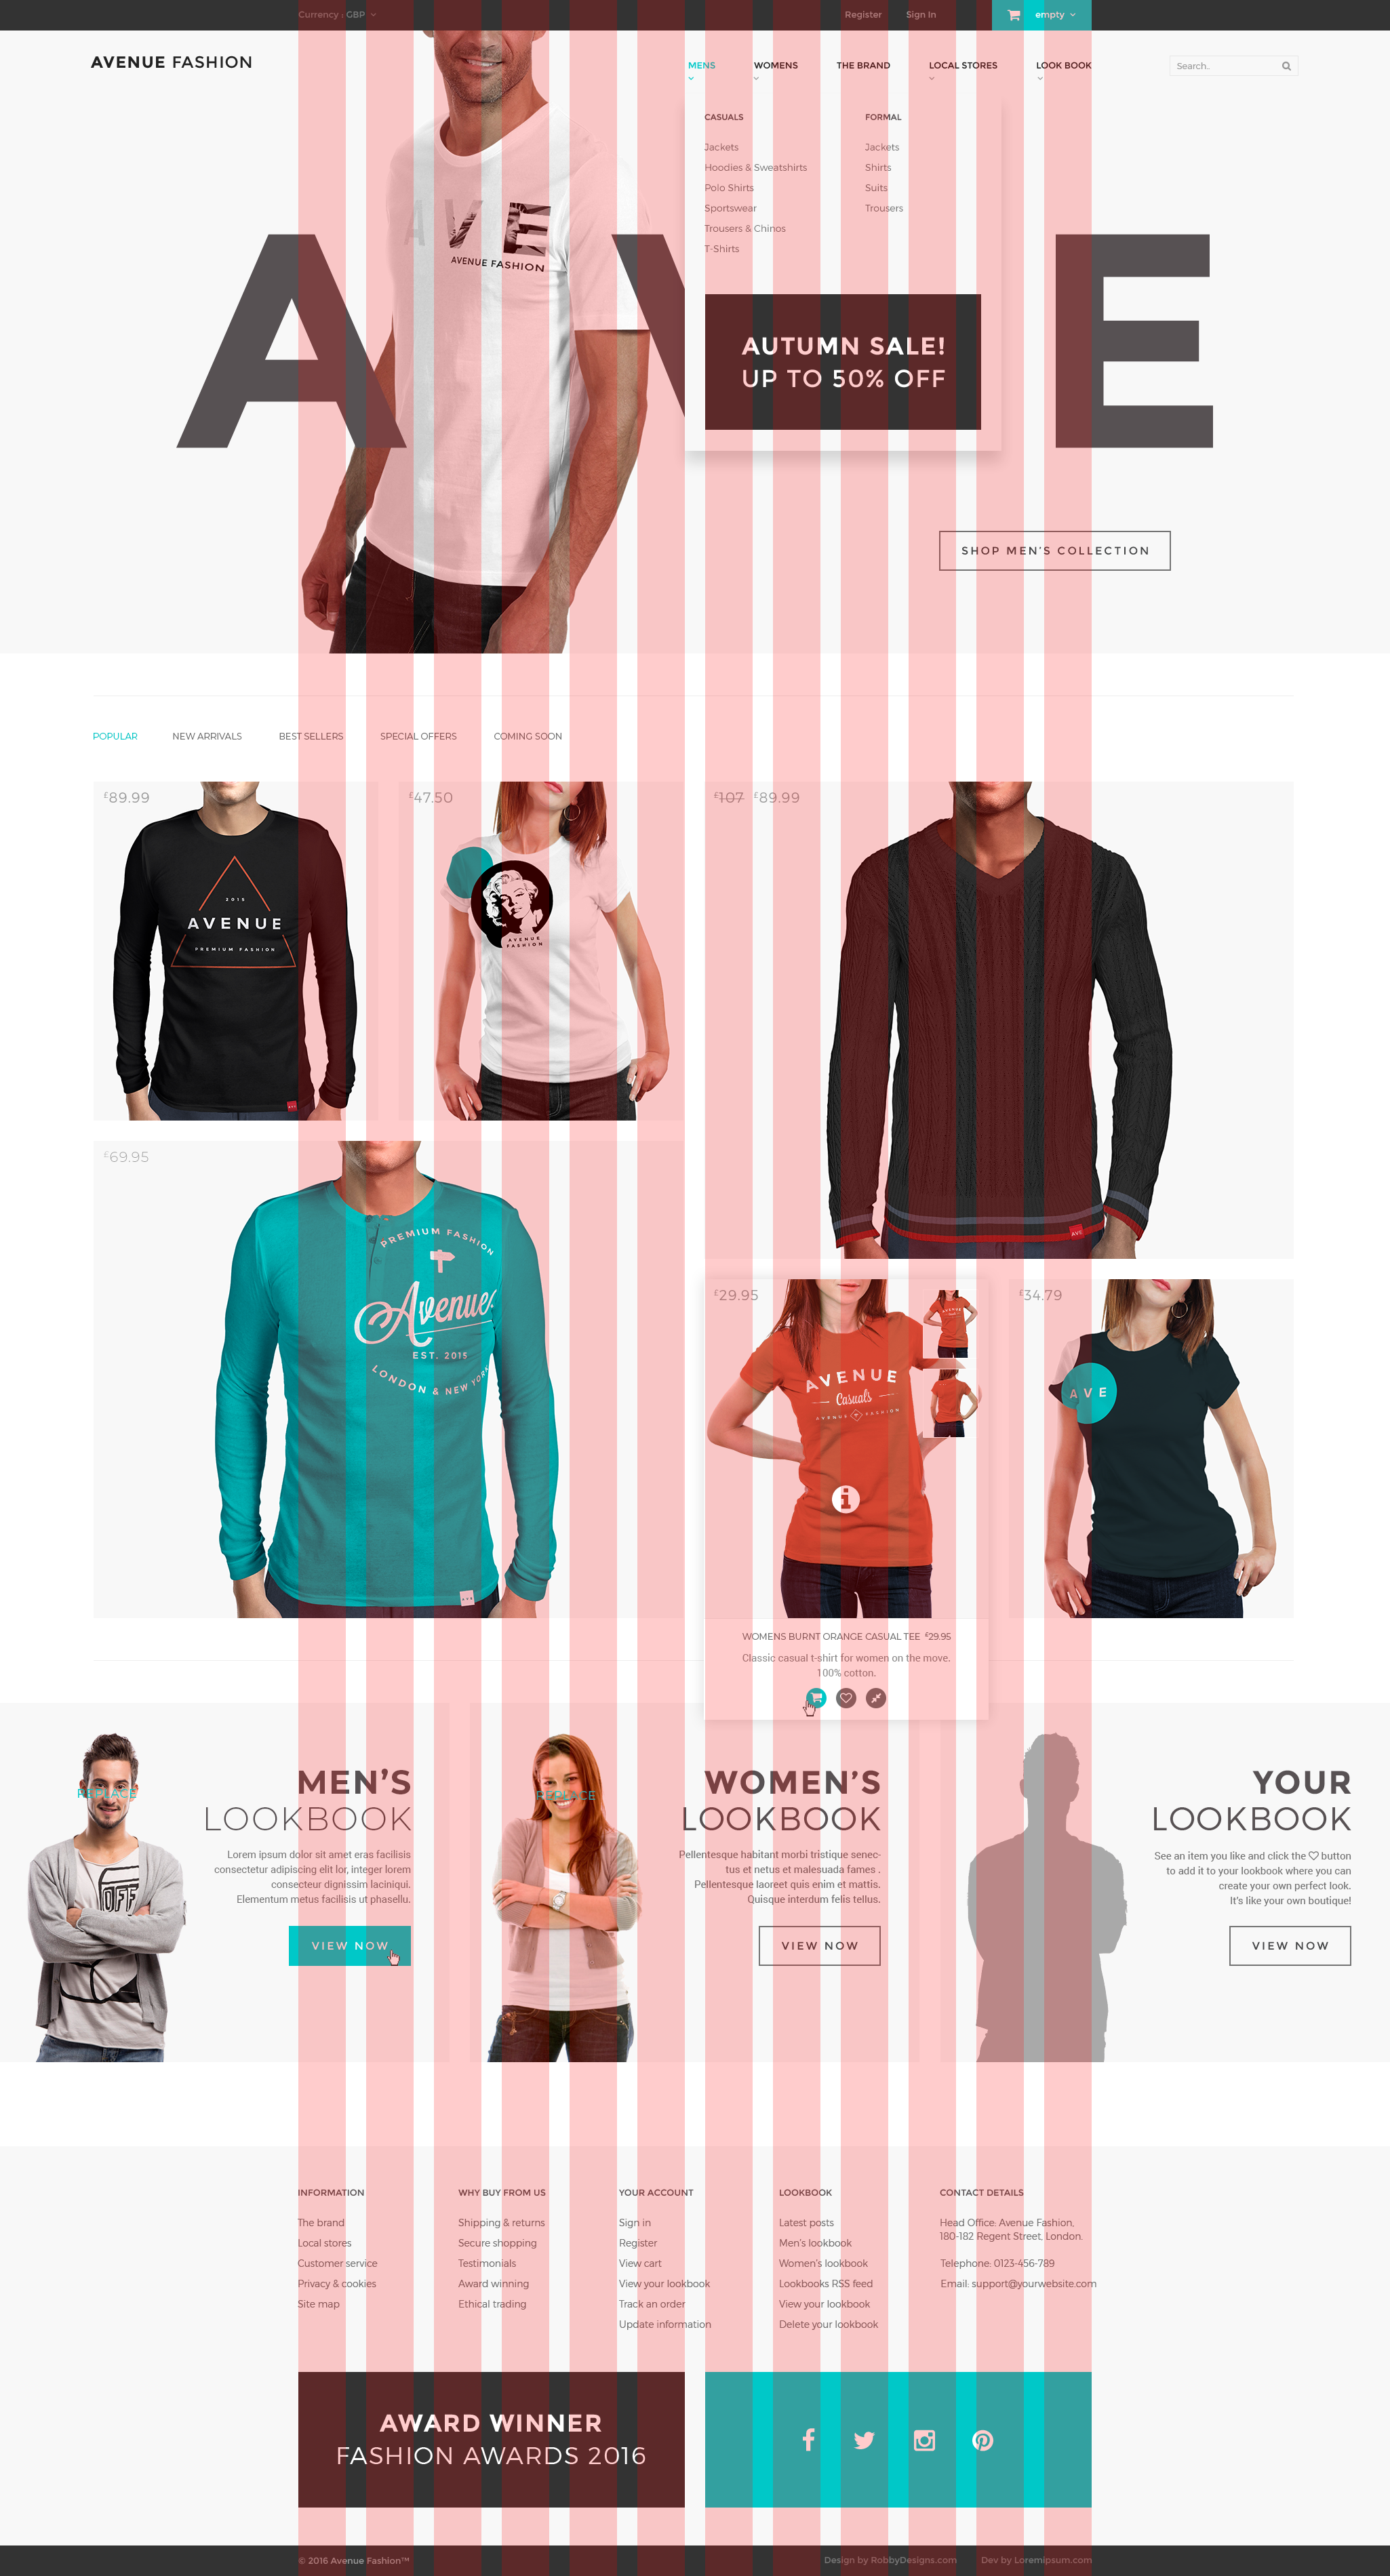 Currency : GBP
Register
Sign In
empty
AVENUE FASHION
MENS
WOMENS
THE BRAND
LOCAL STORES
LOOK BOOK
Search..
CASUALS
Jackets
Hoodies & Sweatshirts
Polo Shirts
Sportswear
Trousers & Chinos
T-Shirts
FORMAL
Jackets
Shirts
Suits
Trousers
AVE
AVENUE FASHION
A V E
AUTUMN SALE!
UP TO 50% OFF
SHOP MEN'S COLLECTION
POPULAR
NEW ARRIVALS
BEST SELLERS
SPECIAL OFFERS
COMING SOON
£89.99
2015
AVENUE
PREMIUM FASHION
£47.50
AVENUE
FASHION
£107 £89.99
AVE
£69.95
PREMIUM FASHION
Avenue
EST. 2015
LONDON & NEW YORK
£29.95
AVENUE
Casuals
AVENUE FASHION
£34.79
AVE
WOMENS BURNT ORANGE CASUAL TEE £29.95
Classic casual t-shirt for women on the move.
100% cotton.
REPLACE
OFF
MEN'S
LOOKBOOK
Lorem ipsum dolor sit amet eras facilisis
consectetur adipiscing elit lor, integer lorem
consecteur dignissim laciniqui.
Elementum metus facilisis ut phasellu.
VIEW NOW
REPLACE
WOMEN'S
LOOKBOOK
Pellentesque habitant morbi tristique senec-
tus et netus et malesuada fames .
Pellentesque laoreet quis enim et mattis.
Quisque interdum felis tellus.
VIEW NOW
YOUR
LOOKBOOK
See an item you like and click the ♡ button
to add it to your lookbook where you can
create your own perfect look.
It's like your own boutique!
VIEW NOW
INFORMATION
The brand
Local stores
Customer service
Privacy & cookies
Site map
WHY BUY FROM US
Shipping & returns
Secure shopping
Testimonials
Award winning
Ethical trading
YOUR ACCOUNT
Sign in
Register
View cart
View your lookbook
Track an order
Update information
LOOKBOOK
Latest posts
Men's lookbook
Women's lookbook
Lookbooks RSS feed
View your lookbook
Delete your lookbook
CONTACT DETAILS
Head Office: Avenue Fashion,
180-182 Regent Street, London.
Telephone: 0123-456-789
Email: support@yourwebsite.com
AWARD WINNER
FASHION AWARDS 2016
© 2016 Avenue Fashion™
Design by RobbyDesigns.com
Dev by Loremipsum.com